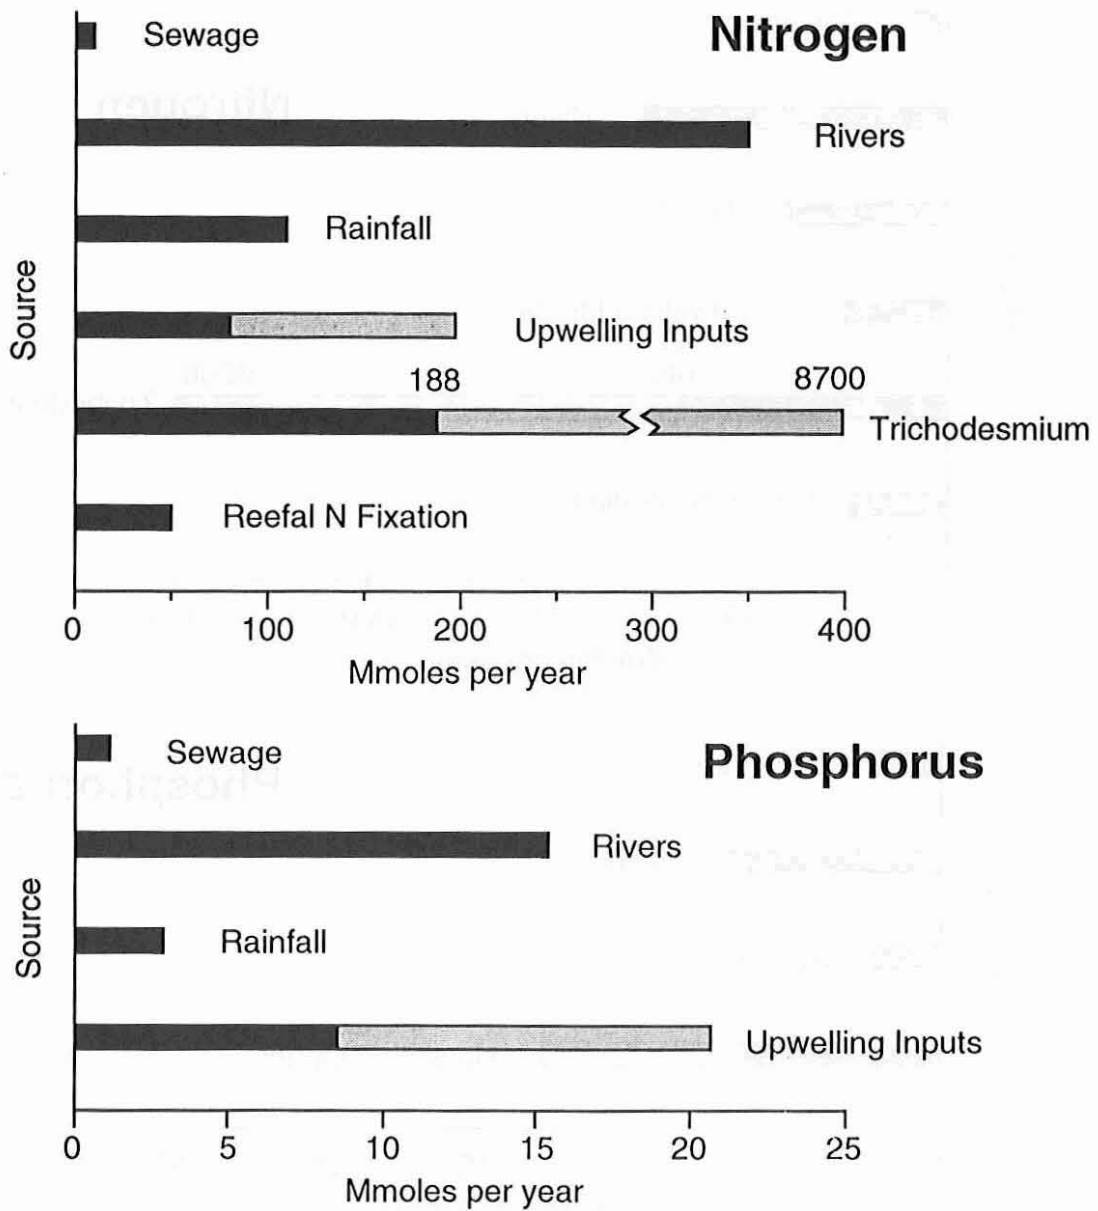 Nitrogen
Sewage
Rivers
Rainfall
Upwelling Inputs
188
8700
Trichodesmium
Reefal N Fixation
Source
0 100 200 300 400
Mmoles per year
Phosphorus
Sewage
Rivers
Rainfall
Upwelling Inputs
Source
0 5 10 15 20 25
Mmoles per year